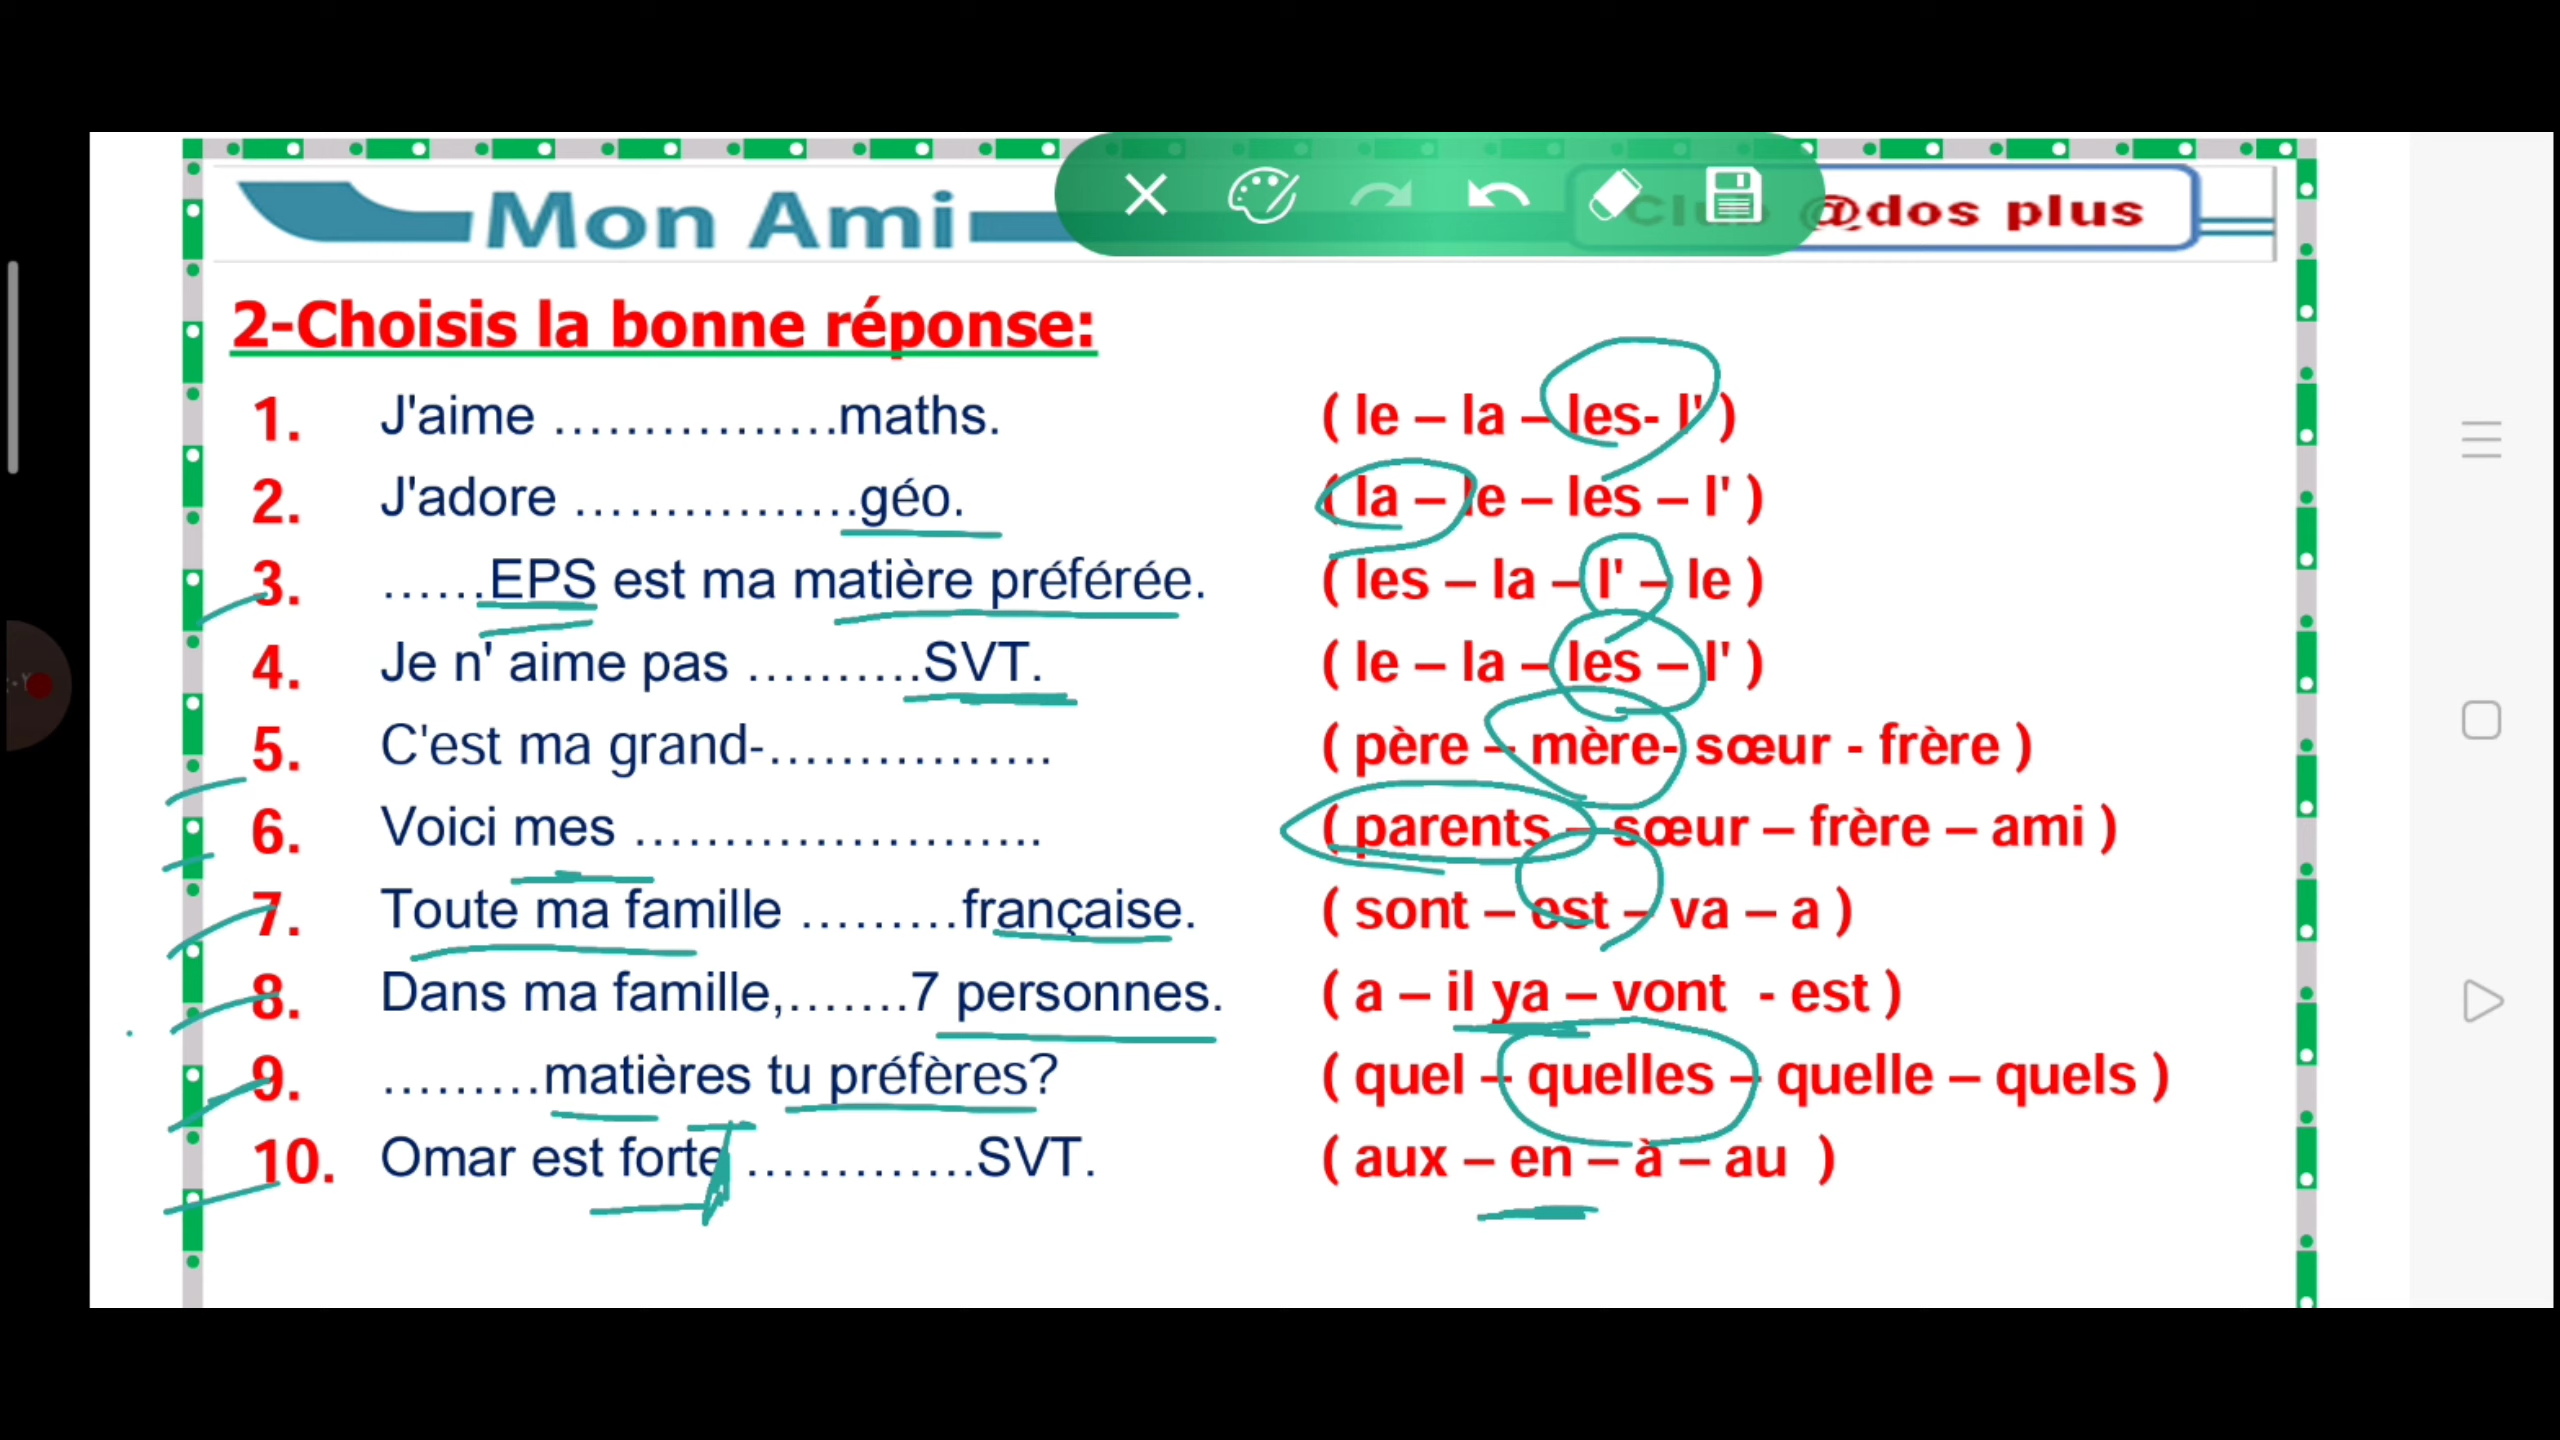 Mon Ami
Club @dos plus
2-Choisis la bonne réponse:
1. J'aime ................maths. ( le – la – les- l' )
2. J'adore ................géo. ( la – le – les – l' )
3. ......EPS est ma matière préférée. ( les – la – l' – le )
4. Je n' aime pas ..........SVT. ( le – la – les – l' )
5. C'est ma grand-................ ( père – mère- sœur - frère )
6. Voici mes ....................... ( parents – sœur – frère – ami )
7. Toute ma famille .........française. ( sont – est – va – a )
8. Dans ma famille,.......7 personnes. ( a – il ya – vont - est )
9. .........matières tu préfères? ( quel – quelles – quelle – quels )
10. Omar est forte .............SVT. ( aux – en – à – au )